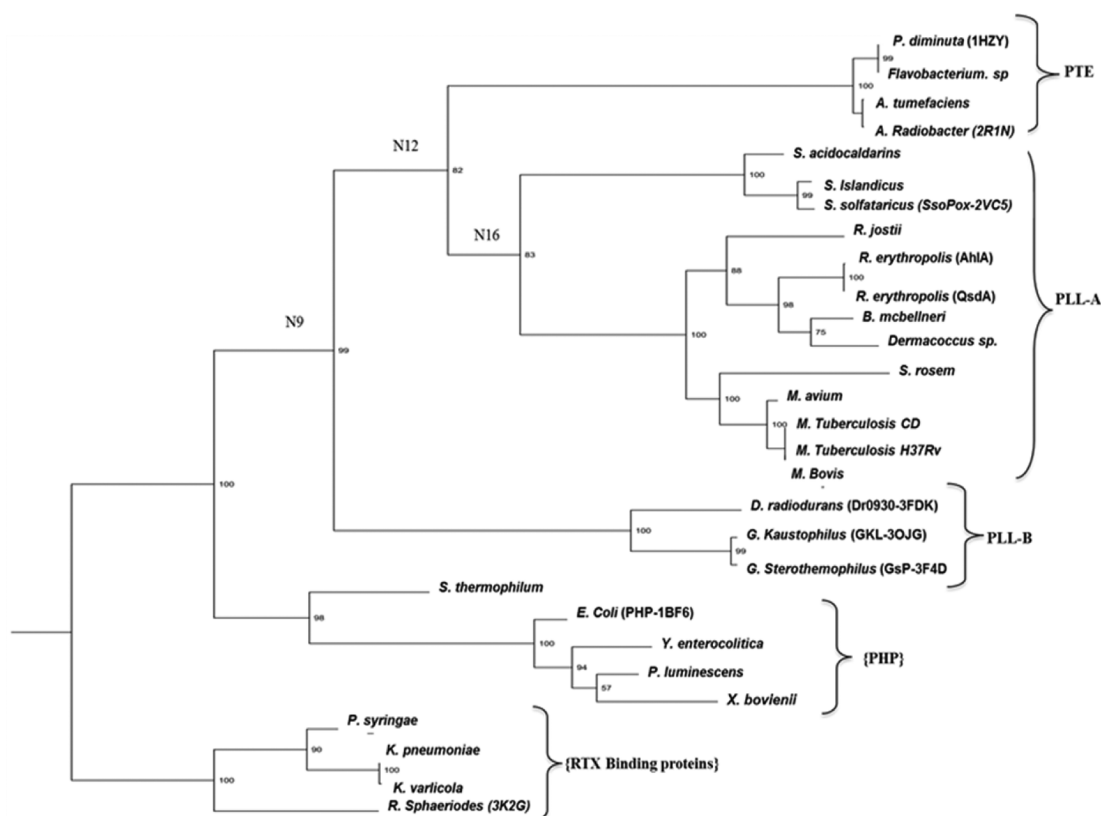 P. diminuta (1HZY)
99
Flavobacterium. sp
PTE
100
A. tumefaciens
A. Radiobacter (2R1N)
N12
82
S. acidocaldarins
100
S. Islandicus
99
S. solfataricus (SsoPox-2VC5)
N16
83
R. jostii
88
R. erythropolis (AhlA)
100
R. erythropolis (QsdA)
98
B. mcbellneri
75
Dermacoccus sp.
PLL-A
100
S. rosem
100
M. avium
100
M. Tuberculosis CD
M. Tuberculosis H37Rv
M. Bovis
N9
99
D. radiodurans (Dr0930-3FDK)
100
G. Kaustophilus (GKL-3OJG)
99
G. Sterothemophilus (GsP-3F4D
PLL-B
100
S. thermophilum
98
E. Coli (PHP-1BF6)
100
Y. enterocolitica
94
P. luminescens
57
X. bovienii
{PHP}
P. syringae
90
K. pneumoniae
100
K. varlicola
100
R. Sphaeriodes (3K2G)
{RTX Binding proteins}